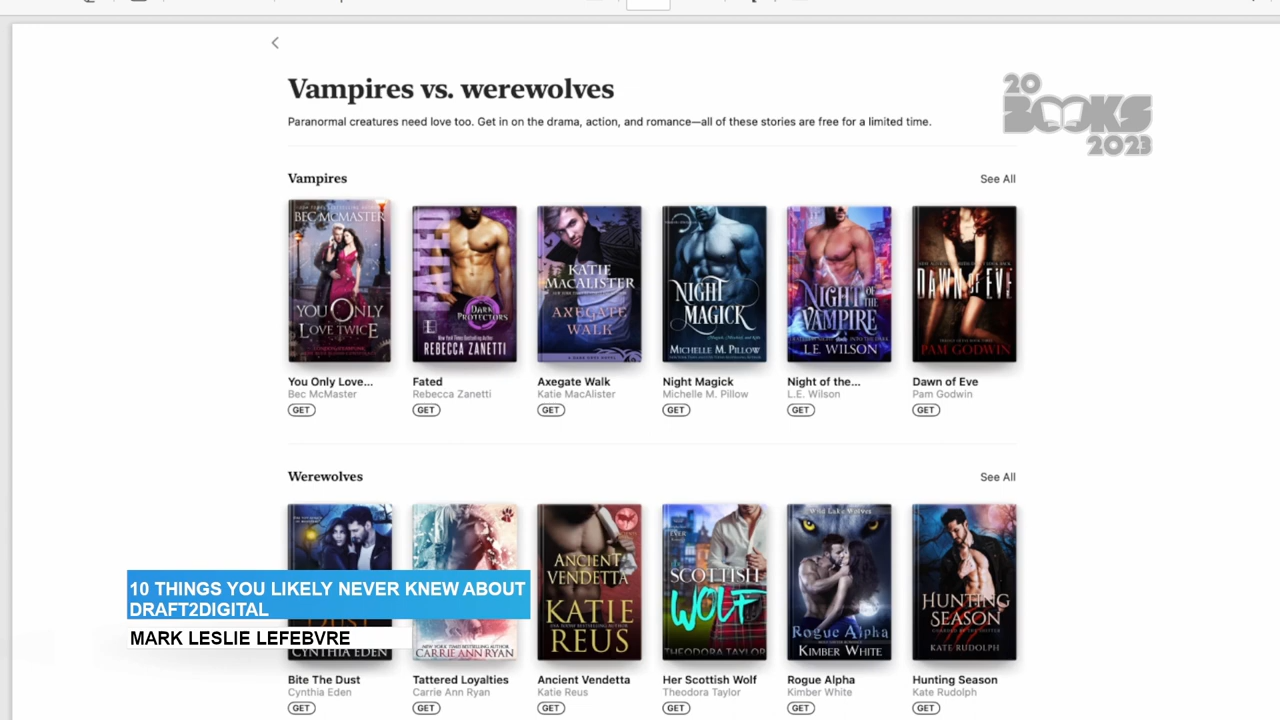 Vampires vs. werewolves
20
BOOKS
2023
Paranormal creatures need love too. Get in on the drama, action, and romance—all of these stories are free for a limited time.
Vampires
See All
BEC MCMASTER
YOU ONLY
LOVE TWICE
FATED
DARK
PROTECTORS
REBECCA ZANETTI
KATIE
MACALISTER
AXEGATE
WALK
A DARK ONES NOVEL
NIGHT
MAGICK
MICHELLE M. PILLOW
NIGHT
OF THE
VAMPIRE
L.E. WILSON
DAWN OF EVE
PAM GODWIN
You Only Love...
Fated
Axegate Walk
Night Magick
Night of the...
Dawn of Eve
Bec McMaster
Rebecca Zanetti
Katie MacAlister
Michelle M. Pillow
L.E. Wilson
Pam Godwin
GET
GET
GET
GET
GET
GET
Werewolves
See All
CYNTHIA EDEN
NEW YORK TIMES BESTSELLING AUTHOR
CARRIE ANN RYAN
ANCIENT
VENDETTA
KATIE
REUS
SCOTTISH
WOLF
THEODORA TAYLOR
Wild Lake Wolves
Rogue Alpha
KIMBER WHITE
HUNTING
SEASON
KATE RUDOLPH
10 THINGS YOU LIKELY NEVER KNEW ABOUT
DRAFT2DIGITAL
MARK LESLIE LEFEBVRE
Bite The Dust
Tattered Loyalties
Ancient Vendetta
Her Scottish Wolf
Rogue Alpha
Hunting Season
Cynthia Eden
Carrie Ann Ryan
Katie Reus
Theodora Taylor
Kimber White
Kate Rudolph
GET
GET
GET
GET
GET
GET